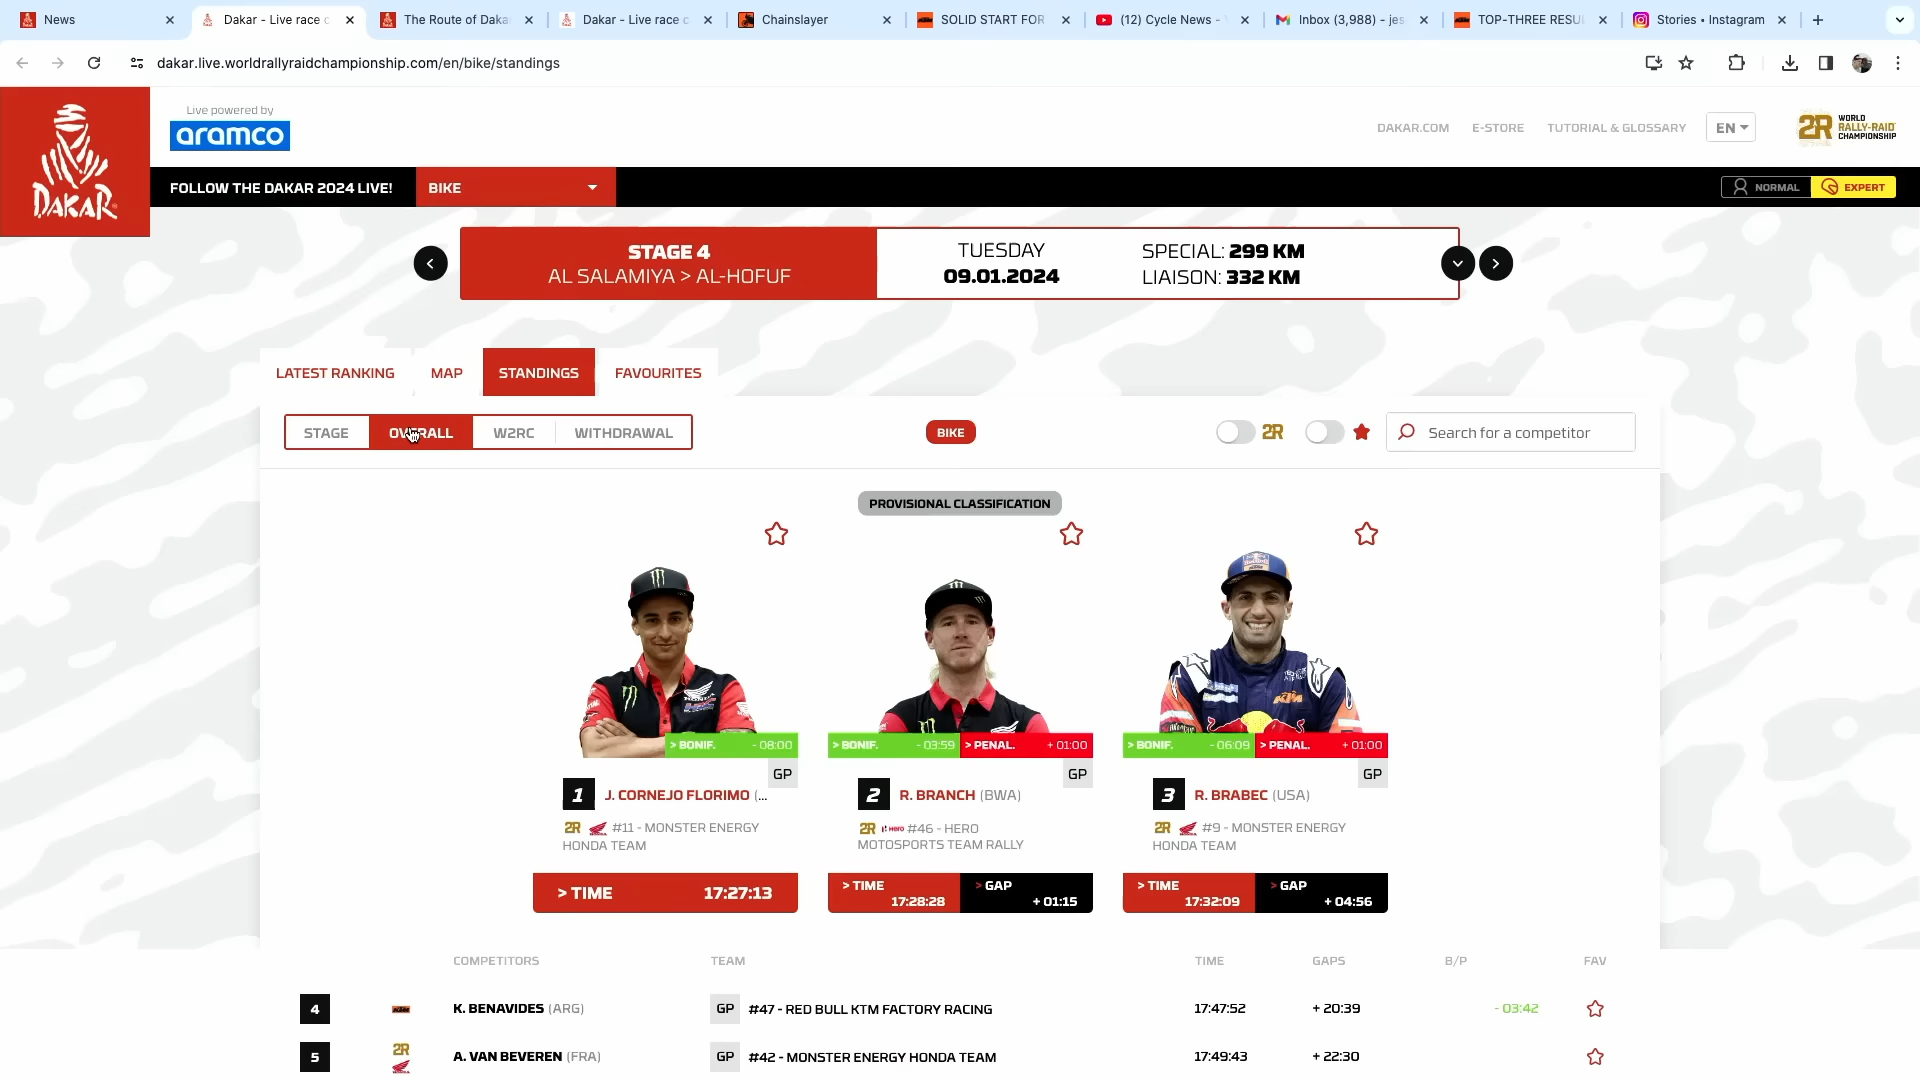 News
Dakar - Live race c
The Route of Daka
Dakar - Live race c
Chainslayer
SOLID START FOR
(12) Cycle News -
Inbox (3,988) - jes
TOP-THREE RESU
Stories • Instagram
dakar.live.worldrallyraidchampionship.com/en/bike/standings
DAKAR
Live powered by
aramco
DAKAR.COM
E-STORE
TUTORIAL & GLOSSARY
EN
2R WORLD RALLY-RAID CHAMPIONSHIP
FOLLOW THE DAKAR 2024 LIVE!
BIKE
NORMAL
EXPERT
STAGE 4
AL SALAMIYA > AL-HOFUF
TUESDAY
09.01.2024
SPECIAL: 299 KM
LIAISON: 332 KM
LATEST RANKING
MAP
STANDINGS
FAVOURITES
STAGE
OVERALL
W2RC
WITHDRAWAL
BIKE
2R
Search for a competitor
PROVISIONAL CLASSIFICATION
> BONIF. - 08:00
GP
1 J. CORNEJO FLORIMO (...
2R #11 - MONSTER ENERGY
HONDA TEAM
> TIME 17:27:13
> BONIF. - 03:59
> PENAL. + 01:00
GP
2 R. BRANCH (BWA)
2R Hero #46 - HERO
MOTOSPORTS TEAM RALLY
> TIME
17:28:28
> GAP
+ 01:15
KTM
> BONIF. - 06:09
> PENAL. + 01:00
GP
3 R. BRABEC (USA)
2R #9 - MONSTER ENERGY
HONDA TEAM
> TIME
17:32:09
> GAP
+ 04:56
COMPETITORS TEAM TIME GAPS B/P FAV
4 KTM K. BENAVIDES (ARG) GP #47 - RED BULL KTM FACTORY RACING 17:47:52 + 20:39 - 03:42
5 2R A. VAN BEVEREN (FRA) GP #42 - MONSTER ENERGY HONDA TEAM 17:49:43 + 22:30